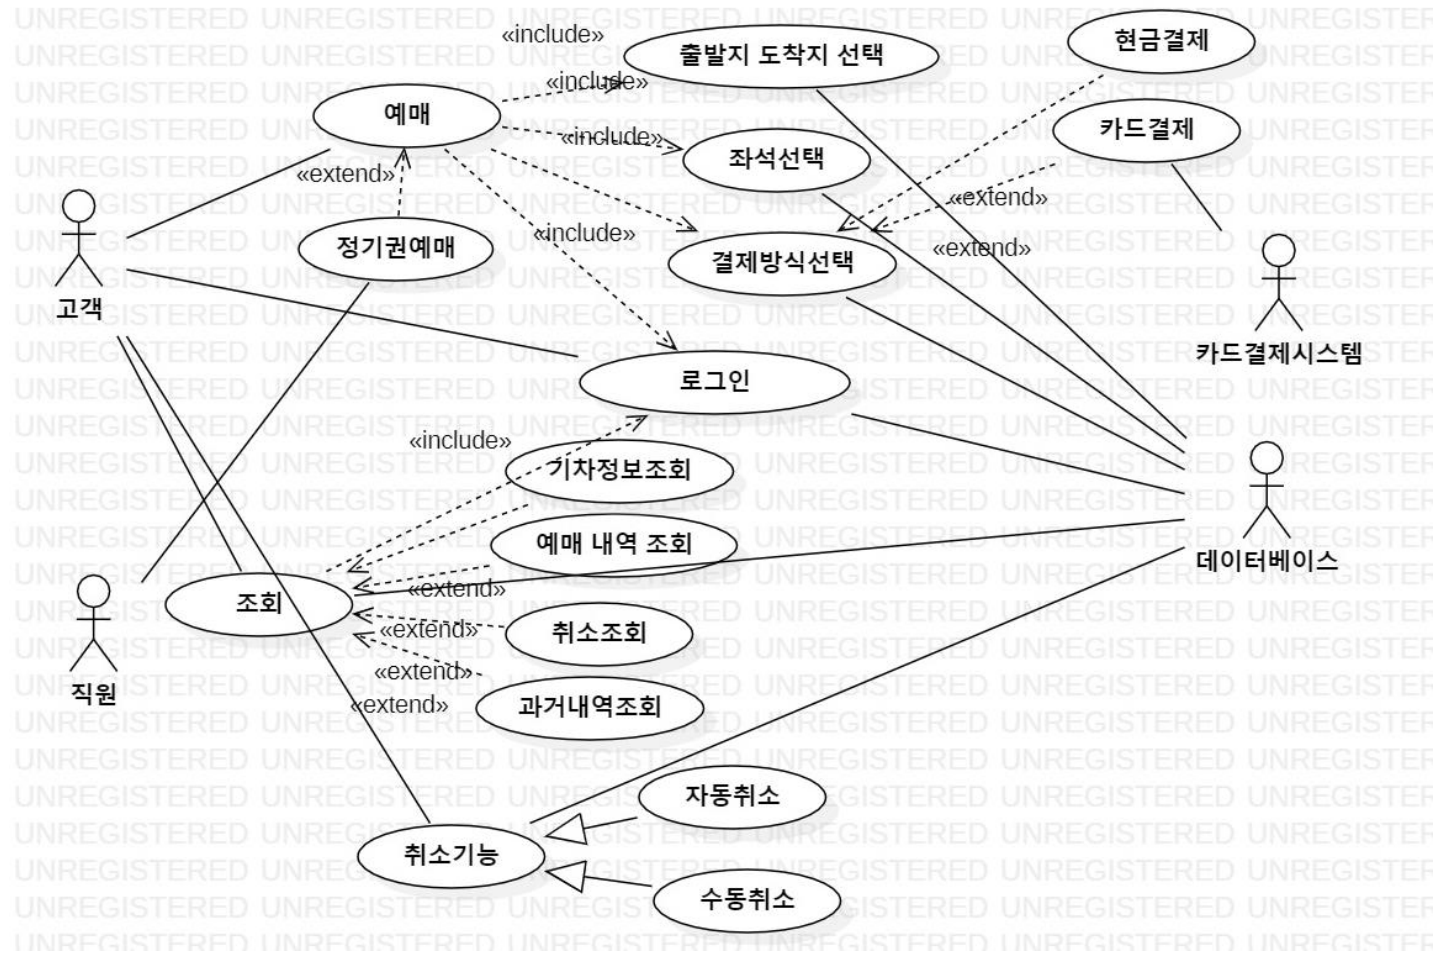 «include»
출발지 도착지 선택
현금결제
«include»
예매
카드결제
«include»
좌석선택
«extend»
«extend»
정기권예매
«include»
결제방식선택
«extend»
고객
카드결제시스템
로그인
«include»
기차정보조회
예매 내역 조회
데이터베이스
«extend»
조회
«extend»
취소조회
«extend»
직원
«extend»
과거내역조회
자동취소
취소기능
수동취소
UNREGISTERED